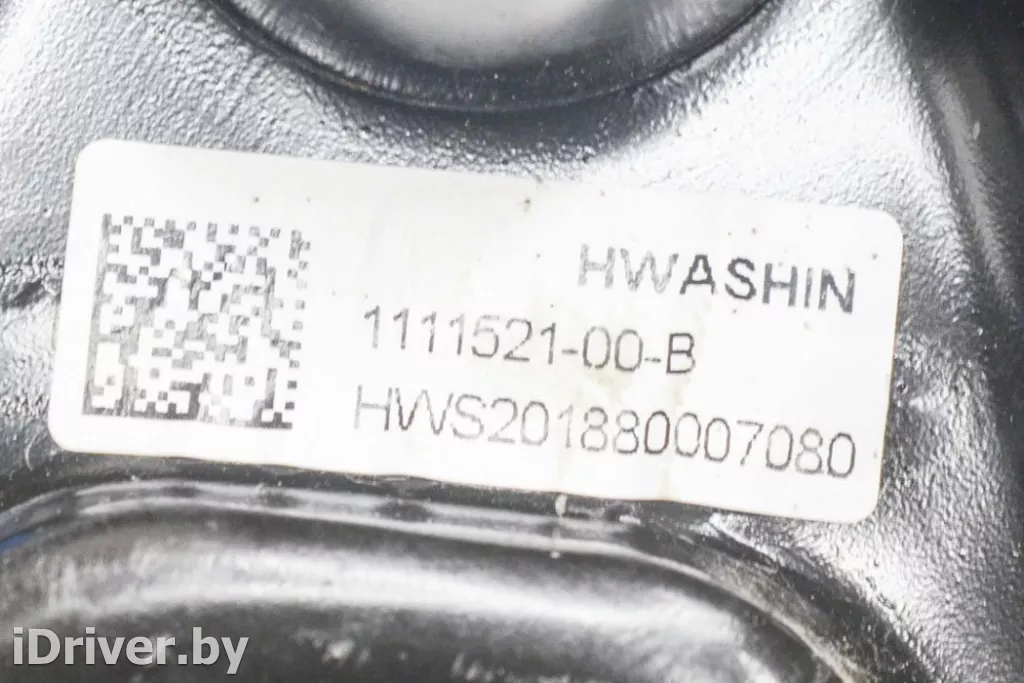 HWASHIN
1111521-00-B
HWS201880007080
iDriver.by